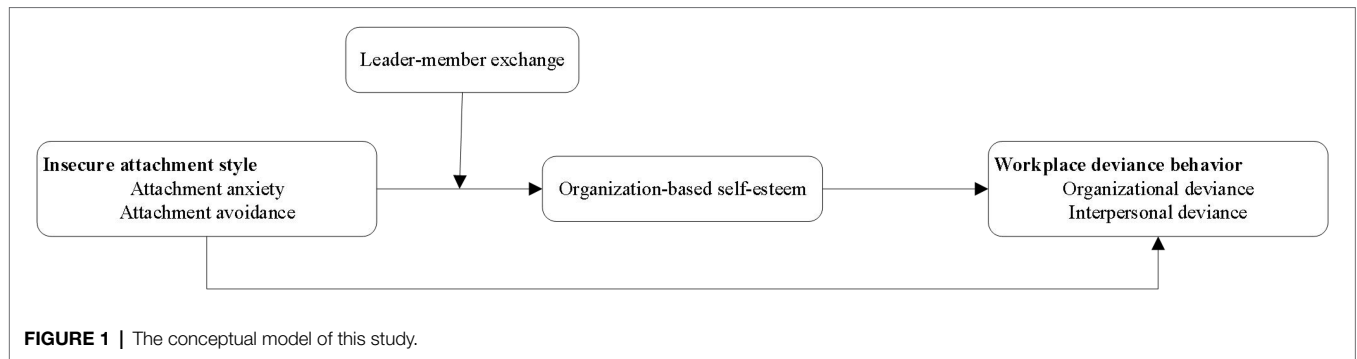 Leader-member exchange
Insecure attachment style
Attachment anxiety
Attachment avoidance
Organization-based self-esteem
Workplace deviance behavior
Organizational deviance
Interpersonal deviance
FIGURE 1 | The conceptual model of this study.